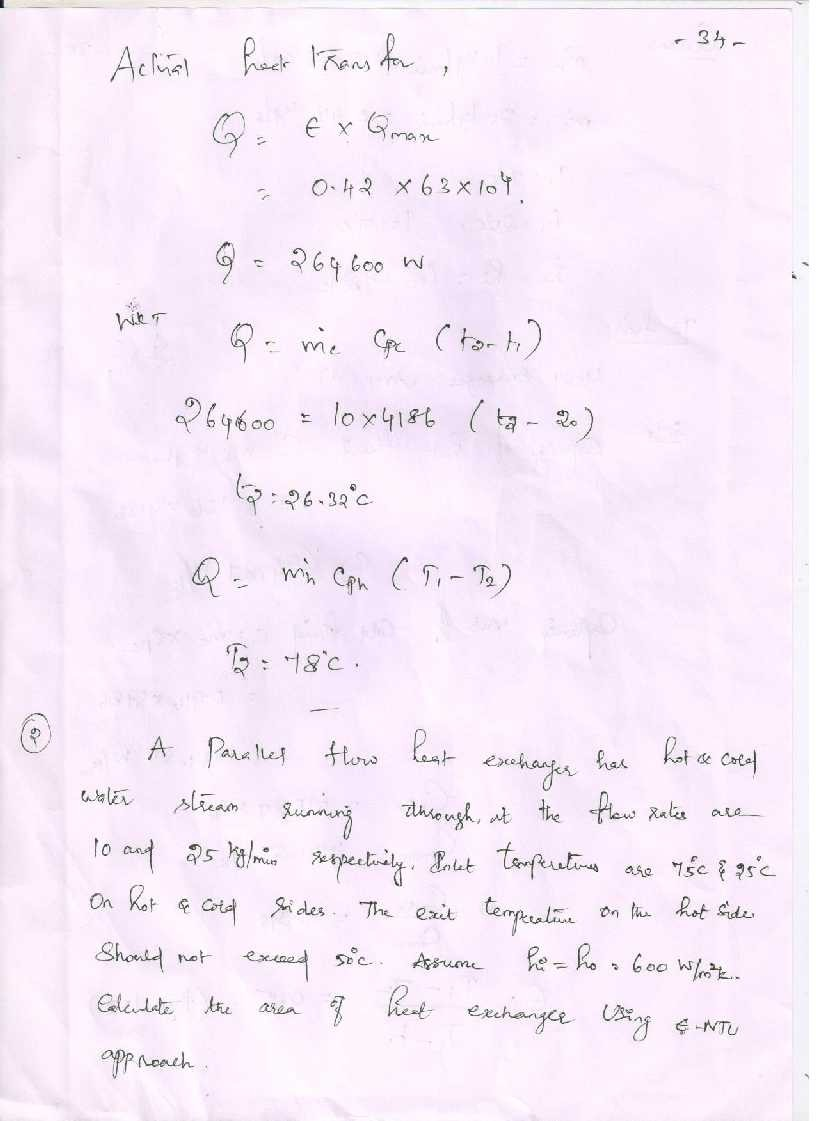 - 34 -
Actual heat transfer,
Q = ϵ × Qmax
= 0.42 × 63 × 10⁴.
Q = 264600 W
WKT
Q = ṁc Cpc (t2 - t1)
264600 = 10 × 4186 (t2 - 20)
t2 = 26.32°C
Q = ṁh Cph (T1 - T2)
T2 = 78°C.
② A Parallel flow heat exchanger has hot & cold
water stream running through, at the flow rates are
10 and 25 kg/min respectively. Inlet temperatures are 75°C & 25°C
On hot & cold sides. The exit temperature on the hot side
Should not exceed 50°C. Assume hi = ho = 600 W/m²k.
Calculate the area of heat exchanger Using ϵ-NTU
approach.